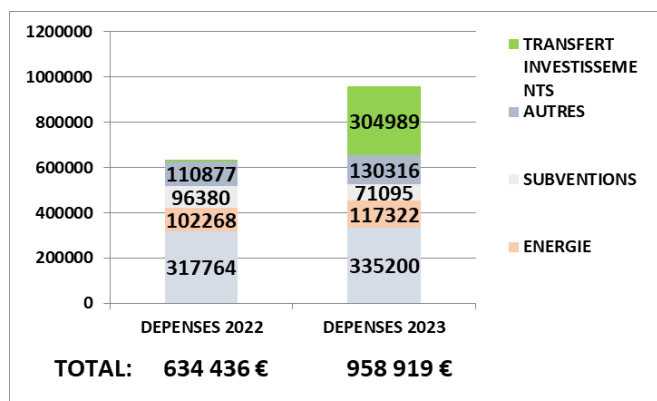 1200000
1000000
800000
600000
400000
200000
0
110877
96380
102268
317764
304989
130316
71095
117322
335200
DEPENSES 2022
DEPENSES 2023
TRANSFERT
INVESTISSEME
NTS
AUTRES
SUBVENTIONS
ENERGIE
TOTAL: 634 436 € 958 919 €